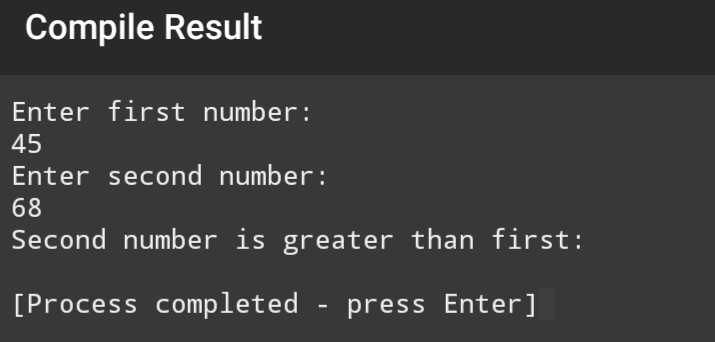 Compile Result
Enter first number:
45
Enter second number:
68
Second number is greater than first:
[Process completed - press Enter]